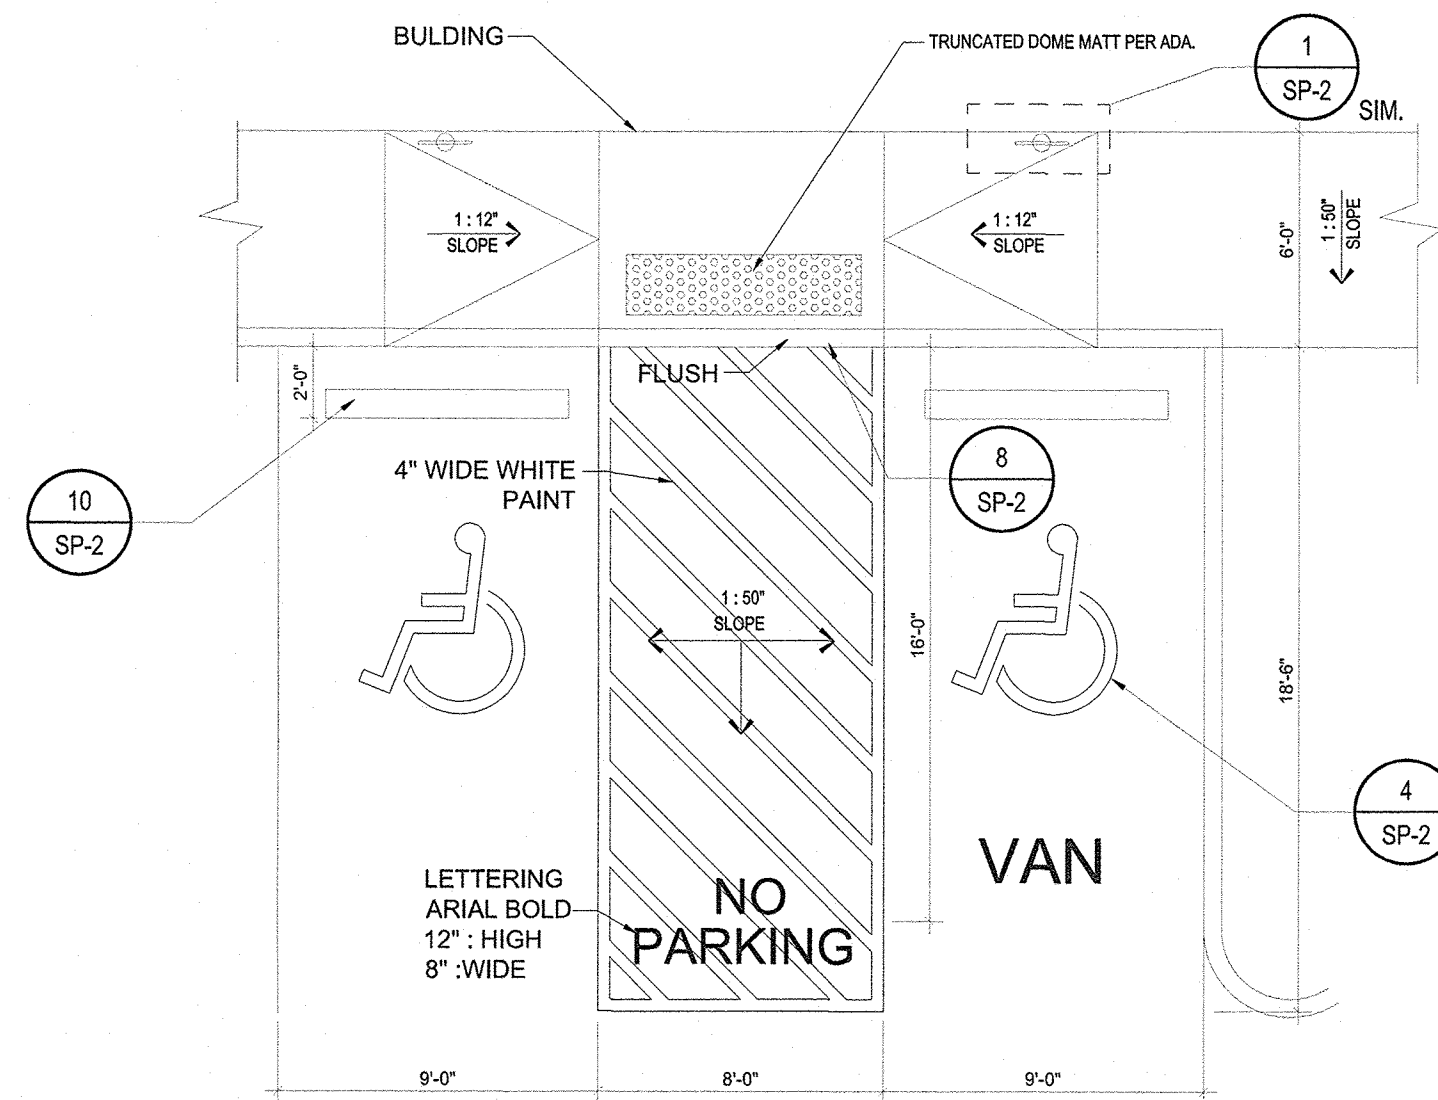 BULDING
TRUNCATED DOME MATT PER ADA.
1
SP-2
SIM.
1 : 12"
SLOPE
1 : 12"
SLOPE
6'-0"
1 : 50"
SLOPE
2'-0"
FLUSH
4" WIDE WHITE
PAINT
8
SP-2
10
SP-2
1 : 50"
SLOPE
16'-0"
18'-6"
4
SP-2
VAN
LETTERING
ARIAL BOLD
12" : HIGH
8" :WIDE
NO
PARKING
9'-0"
8'-0"
9'-0"